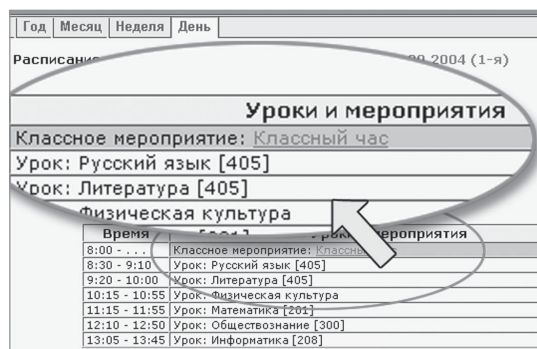 Год Месяц Неделя День
Расписание 2004 (1-я)
Уроки и мероприятия
Классное мероприятие: Классный час
Урок: Русский язык [405]
Урок: Литература [405]
Физическая культура
Время мероприятия
8:00 - ... Классное мероприятие: Классный час
8:30 - 9:10 Урок: Русский язык [405]
9:20 - 10:00 Урок: Литература [405]
10:15 - 10:55 Урок: Физическая культура
11:15 - 11:55 Урок: Математика [201]
12:10 - 12:50 Урок: Обществознание [300]
13:05 - 13:45 Урок: Информатика [208]